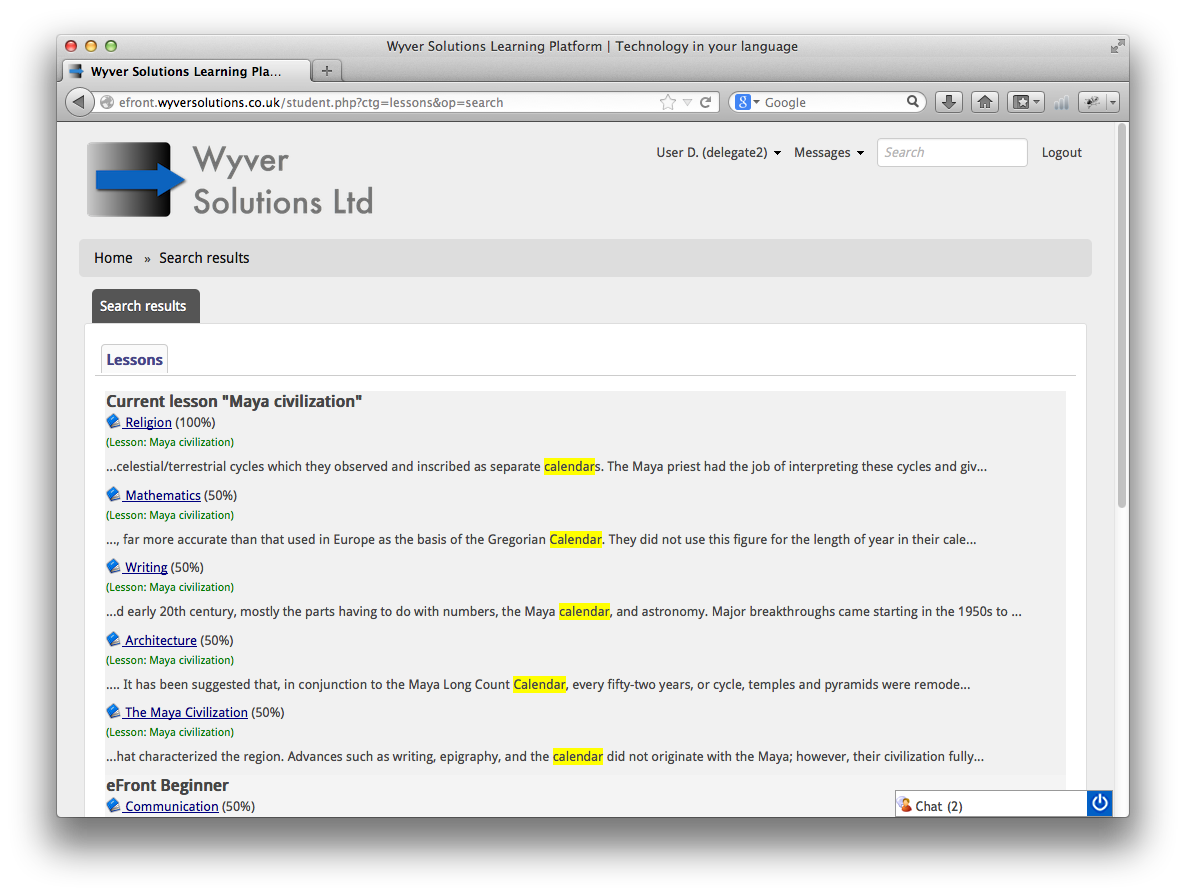 Wyver Solutions Learning Platform | Technology in your language
Wyver Solutions Learning Pla...
efront.wyversolutions.co.uk/student.php?ctg=lessons&op=search
8 Google
Wyver
Solutions Ltd
User D. (delegate2) Messages Search Logout
Home » Search results
Search results
Lessons
Current lesson "Maya civilization"
Religion (100%)
(Lesson: Maya civilization)
...celestial/terrestrial cycles which they observed and inscribed as separate calendars. The Maya priest had the job of interpreting these cycles and giv...
Mathematics (50%)
(Lesson: Maya civilization)
..., far more accurate than that used in Europe as the basis of the Gregorian Calendar. They did not use this figure for the length of year in their cale...
Writing (50%)
(Lesson: Maya civilization)
...d early 20th century, mostly the parts having to do with numbers, the Maya calendar, and astronomy. Major breakthroughs came starting in the 1950s to ...
Architecture (50%)
(Lesson: Maya civilization)
.... It has been suggested that, in conjunction to the Maya Long Count Calendar, every fifty-two years, or cycle, temples and pyramids were remode...
The Maya Civilization (50%)
(Lesson: Maya civilization)
...hat characterized the region. Advances such as writing, epigraphy, and the calendar did not originate with the Maya; however, their civilization fully...
eFront Beginner
Communication (50%)
Chat (2)